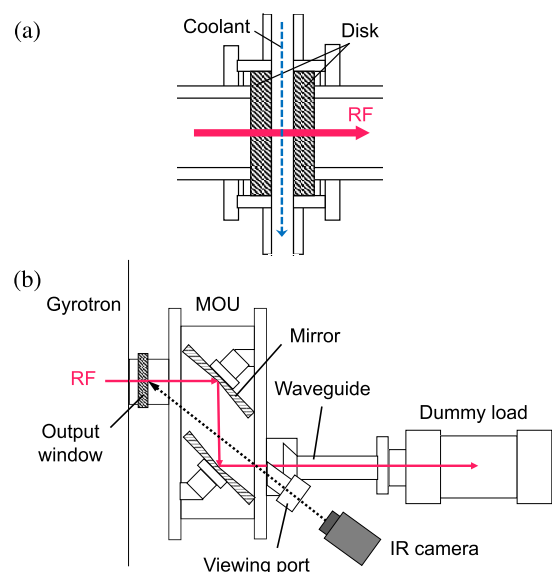 (a)
Coolant
Disk
RF
(b)
Gyrotron
MOU
Mirror
RF
Waveguide
Dummy load
Output
window
IR camera
Viewing port